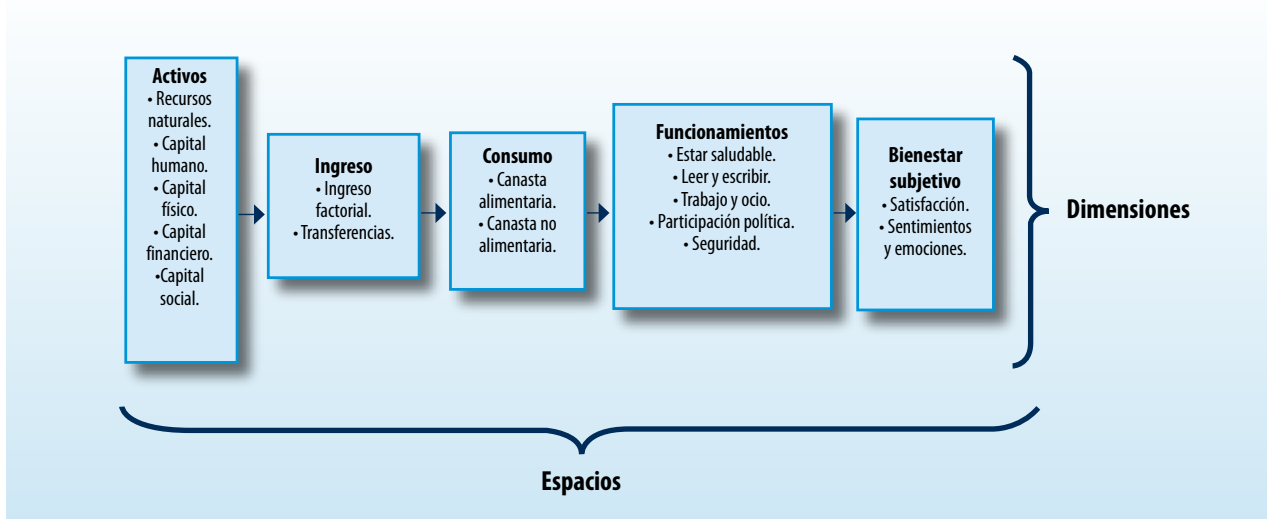 Activos
• Recursos
naturales.
• Capital
humano.
• Capital
físico.
• Capital
financiero.
•Capital
social.
Ingreso
• Ingreso
factorial.
• Transferencias.
Consumo
• Canasta
alimentaria.
• Canasta no
alimentaria.
Funcionamientos
• Estar saludable.
• Leer y escribir.
• Trabajo y ocio.
• Participación política.
• Seguridad.
Bienestar
subjetivo
• Satisfacción.
• Sentimientos
y emociones.
Dimensiones
Espacios